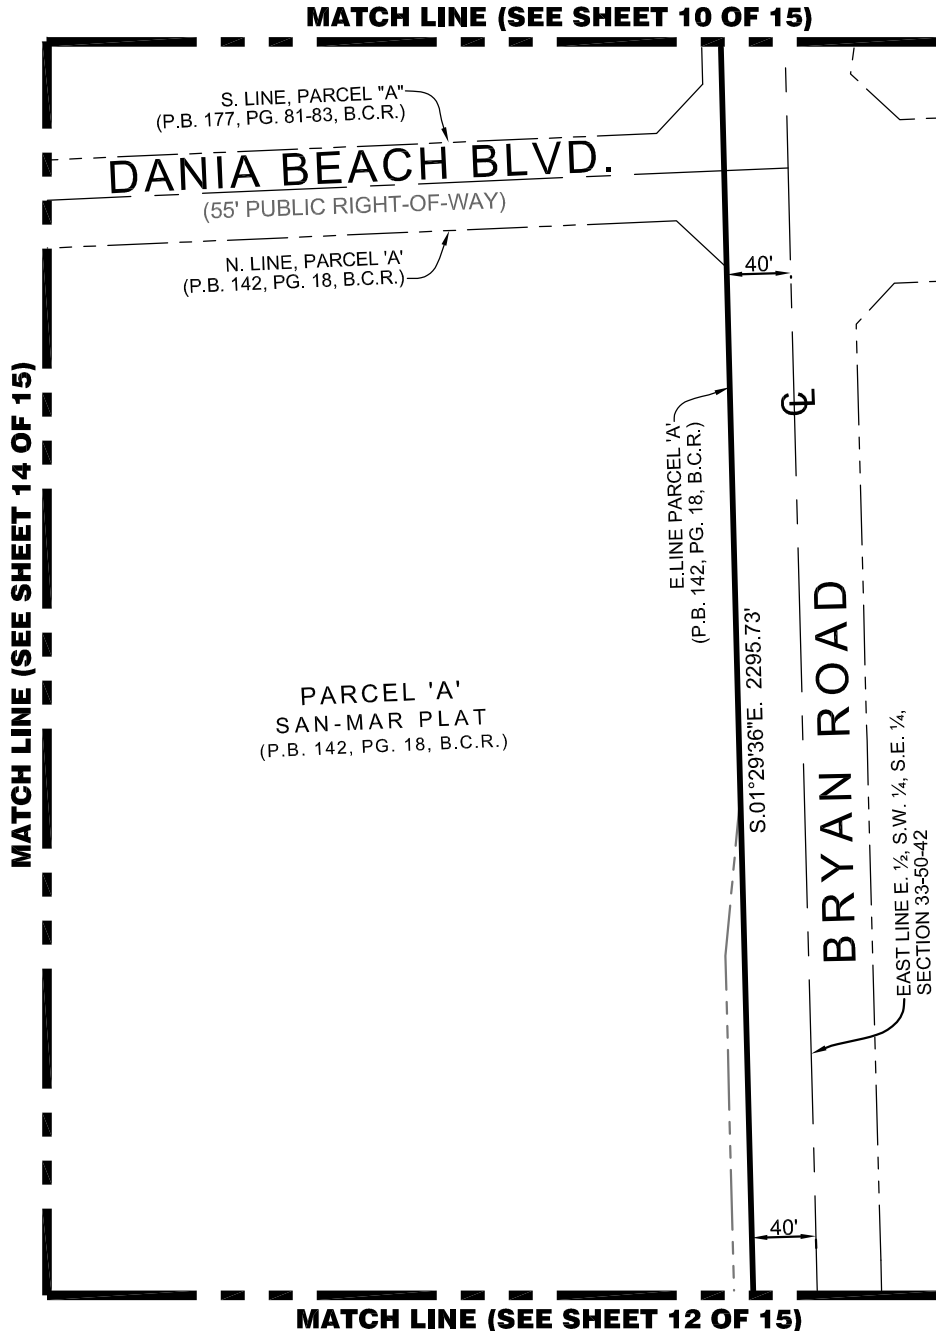 MATCH LINE (SEE SHEET 10 OF 15)
S. LINE, PARCEL "A"
(P.B. 177, PG. 81-83, B.C.R.)
DANIA BEACH BLVD.
(55' PUBLIC RIGHT-OF-WAY)
N. LINE, PARCEL 'A'
(P.B. 142, PG. 18, B.C.R.)
40'
℄
MATCH LINE (SEE SHEET 14 OF 15)
E.LINE PARCEL 'A'
(P.B. 142, PG. 18, B.C.R.)
S.01°29'36"E. 2295.73'
BRYAN ROAD
PARCEL 'A'
SAN-MAR PLAT
(P.B. 142, PG. 18, B.C.R.)
EAST LINE E. ½, S.W. ¼, S.E. ¼,
SECTION 33-50-42
40'
MATCH LINE (SEE SHEET 12 OF 15)